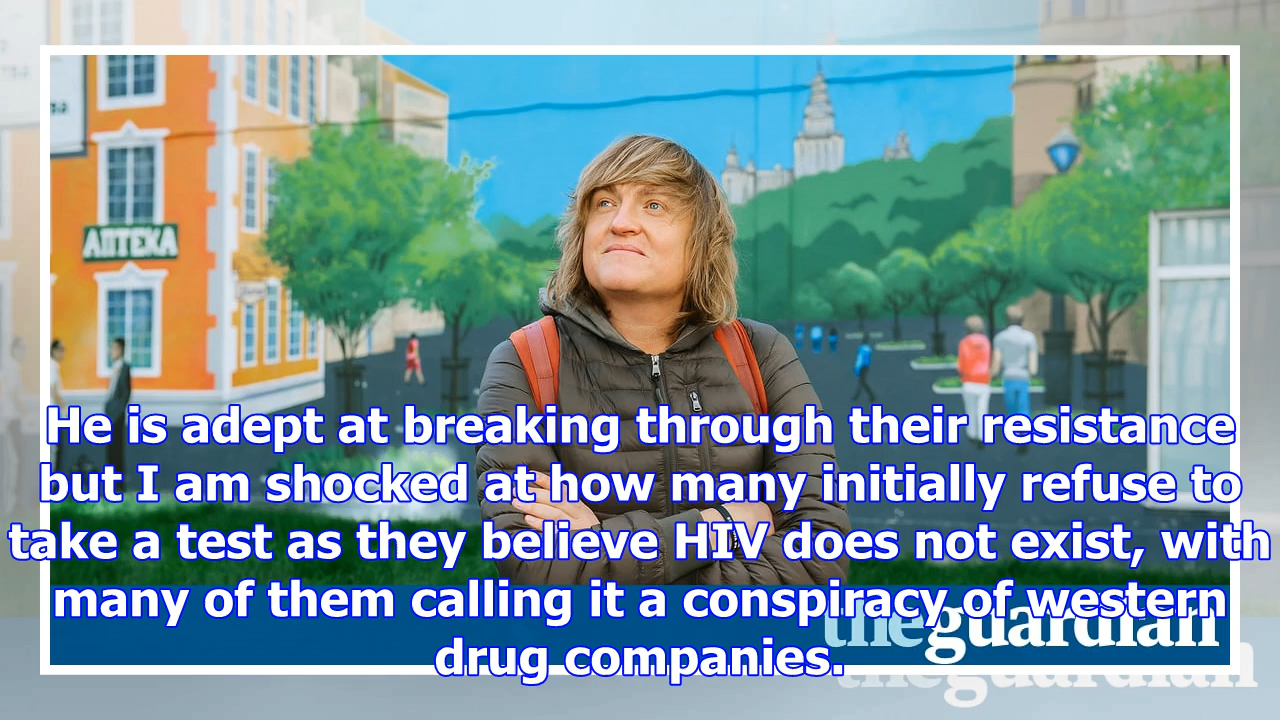 АПТЕКА
He is adept at breaking through their resistance
but I am shocked at how many initially refuse to
take a test as they believe HIV does not exist, with
many of them calling it a conspiracy of western
theguardian
drug companies.
theguardian